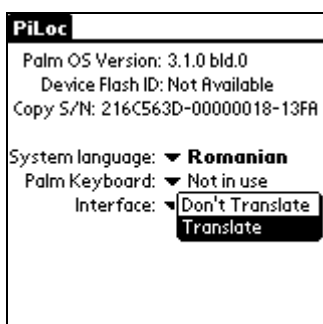 PiLoc
Palm OS Version: 3.1.0 bld.0
Device Flash ID: Not Available
Copy S/N: 216C563D-00000018-13FA
System language: Romanian
Palm Keyboard: Not in use
Interface: Don't Translate
Translate